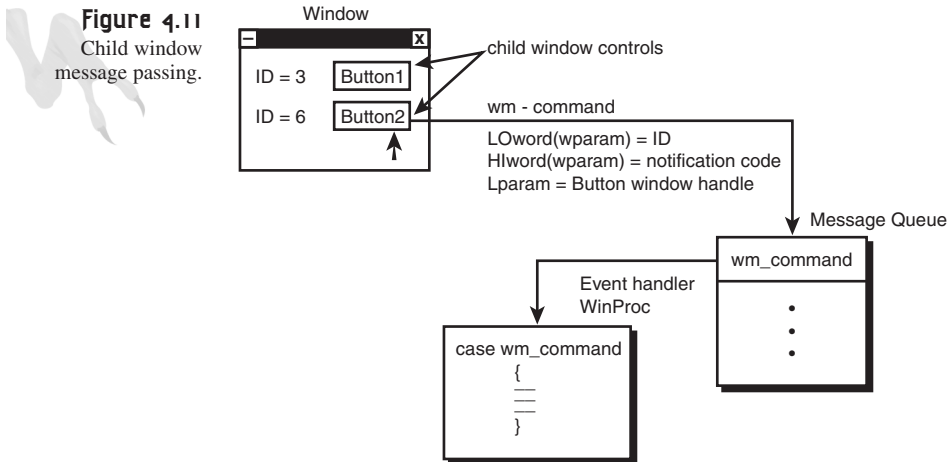 Figure 4.11
Child window
message passing.
Window
– x
ID = 3 Button1
ID = 6 Button2
child window controls
wm - command
LOword(wparam) = ID
HIword(wparam) = notification code
Lparam = Button window handle
Message Queue
wm_command
Event handler
WinProc
case wm_command
{
}